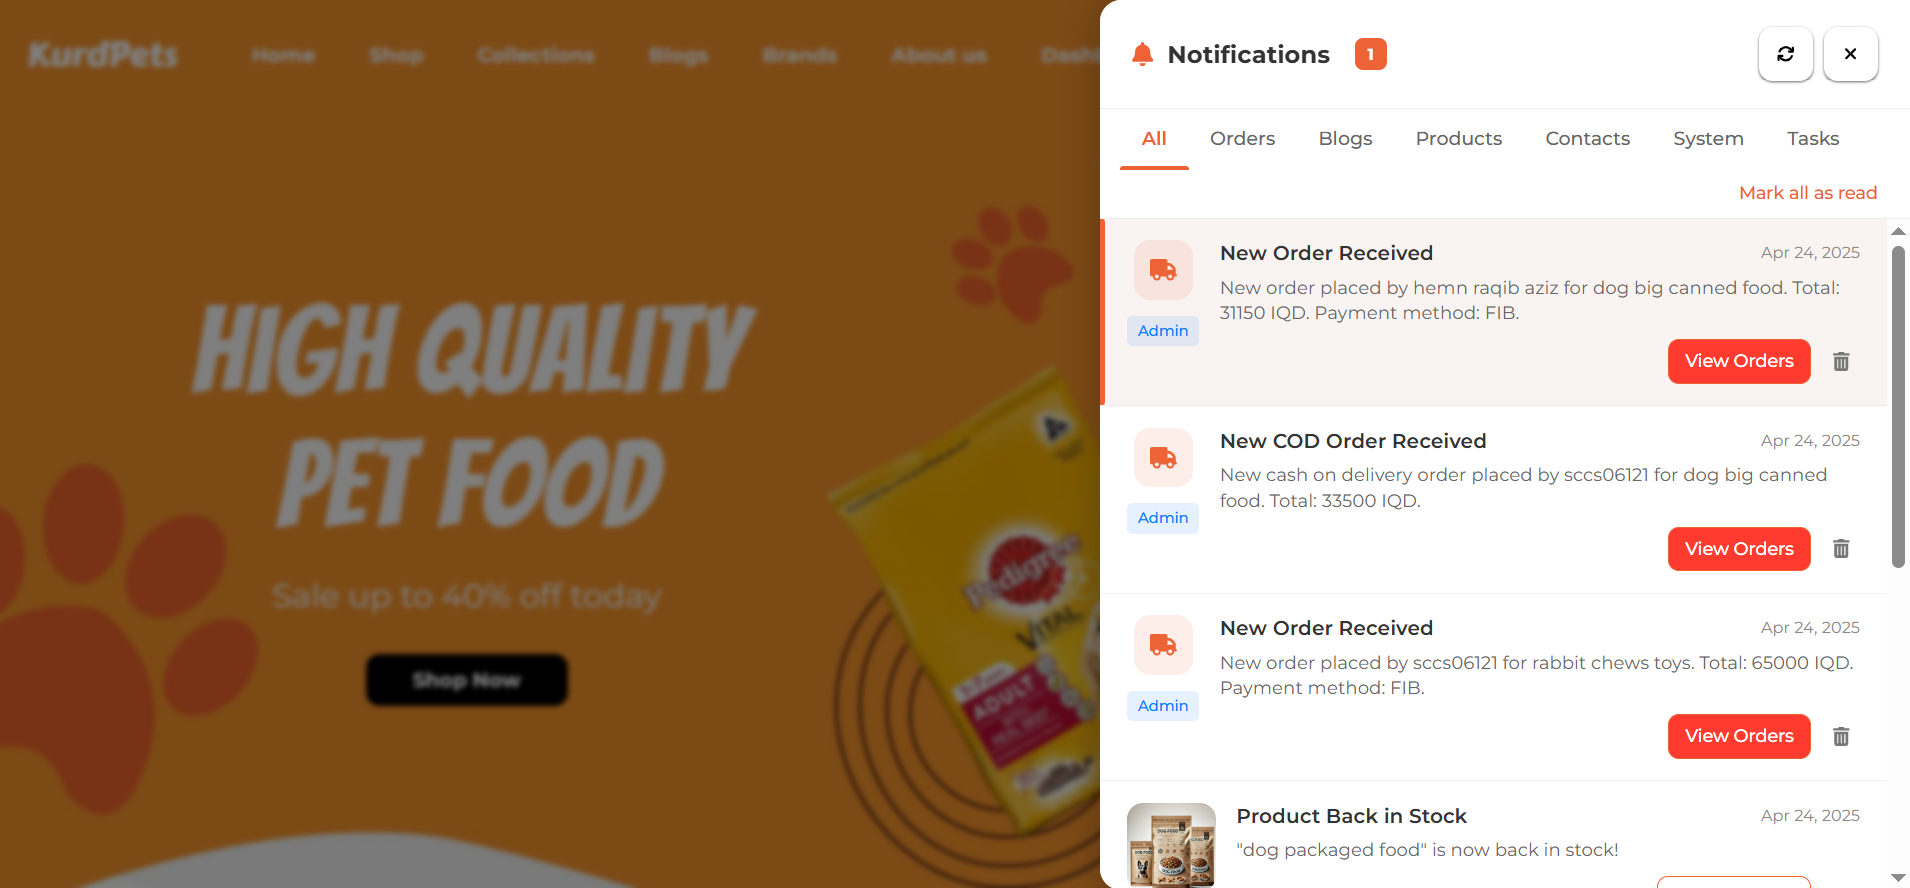 KurdPets
Home
Shop
Collections
Blogs
Brands
About us
HIGH QUALITY
PET FOOD
Sale up to 40% off today
Shop Now
Pedigree
VITAL
ADULT
Notifications
1
All
Orders
Blogs
Products
Contacts
System
Tasks
Mark all as read
New Order Received
Apr 24, 2025
New order placed by hemn raqib aziz for dog big canned food. Total:
31150 IQD. Payment method: FIB.
Admin
View Orders
New COD Order Received
Apr 24, 2025
New cash on delivery order placed by sccs06121 for dog big canned
food. Total: 33500 IQD.
Admin
View Orders
New Order Received
Apr 24, 2025
New order placed by sccs06121 for rabbit chews toys. Total: 65000 IQD.
Payment method: FIB.
Admin
View Orders
Product Back in Stock
Apr 24, 2025
"dog packaged food" is now back in stock!
DOG FOOD